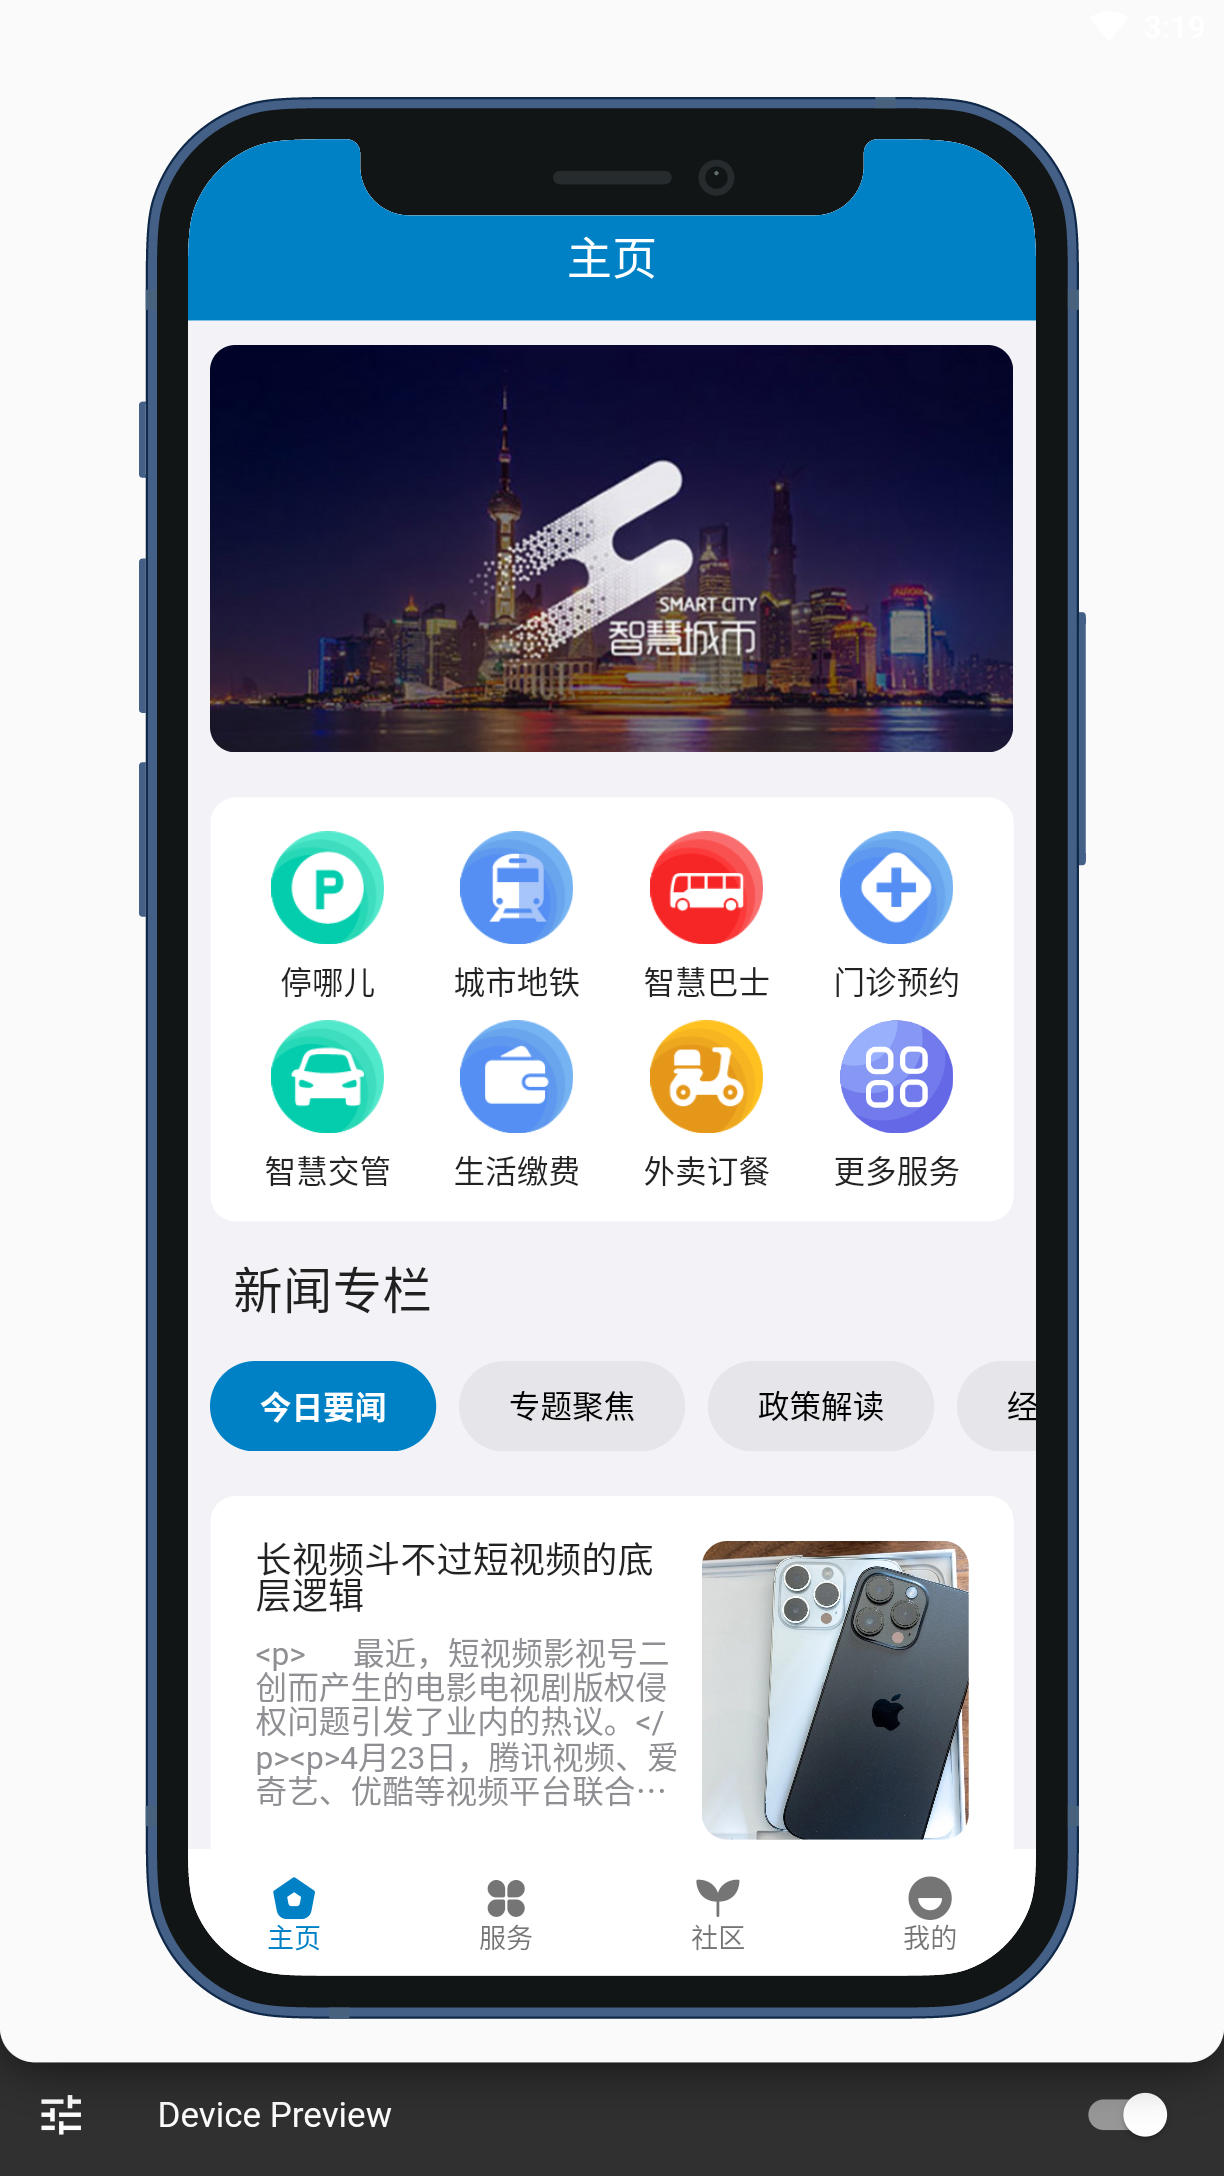 3:19
主页
SMART CITY
智慧城市
P
停哪儿
城市地铁
智慧巴士
门诊预约
智慧交管
生活缴费
外卖订餐
更多服务
新闻专栏
今日要闻
专题聚焦
政策解读
经
长视频斗不过短视频的底
层逻辑
<p>　最近，短视频影视号二
创而产生的电影电视剧版权侵
权问题引发了业内的热议。</
p><p>4月23日，腾讯视频、爱
奇艺、优酷等视频平台联合…
主页
服务
社区
我的
Device Preview